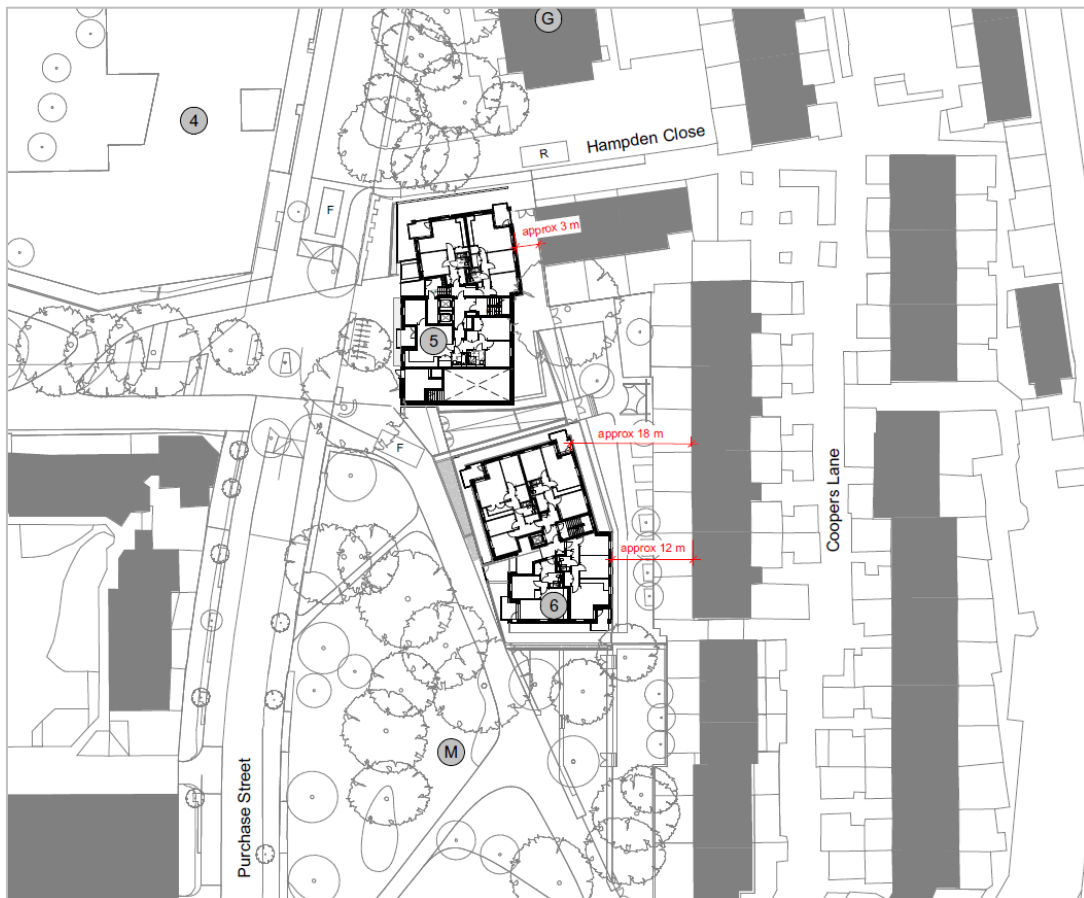 G
4
Hampden Close
R
F
approx 3 m
5
approx 18 m
F
Coopers Lane
approx 12 m
6
M
Purchase Street